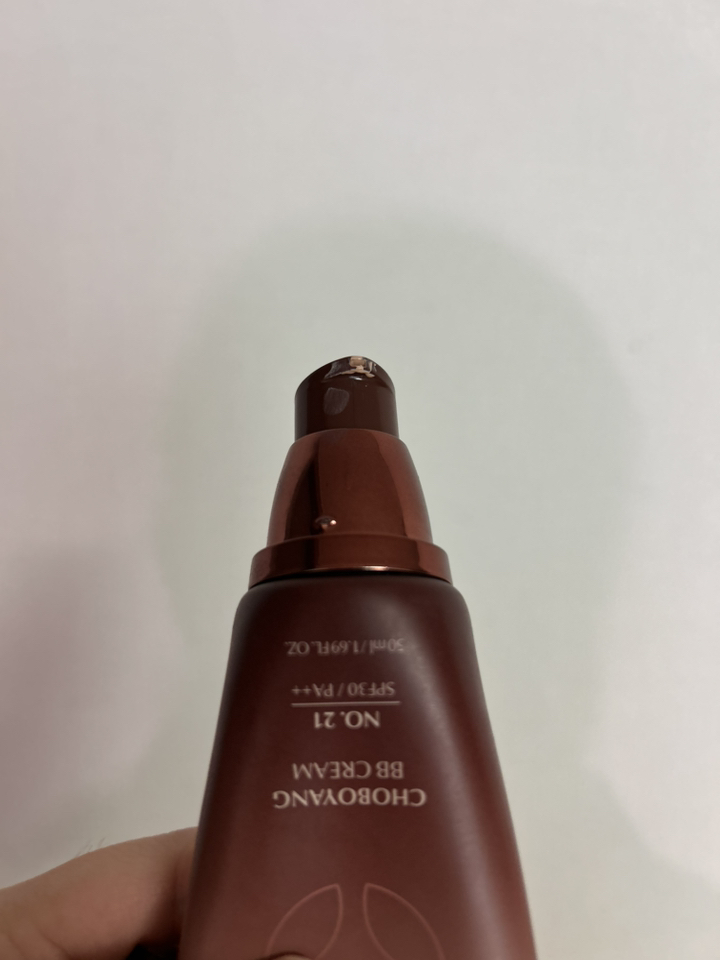 CHOBOYANG
BB CREAM
NO. 21
SPF30 / PA++
50ml/1.69FL.OZ.